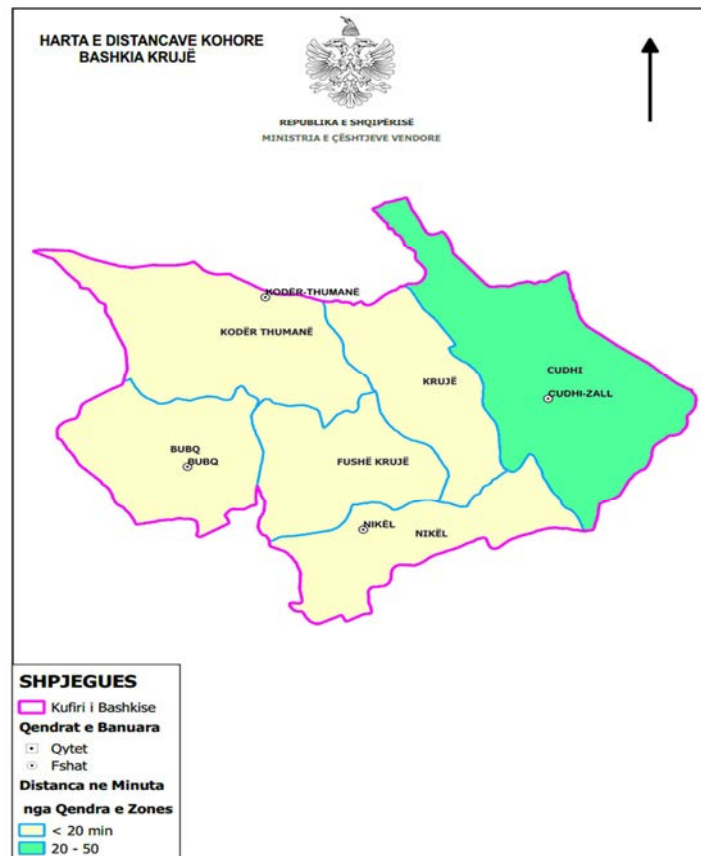 HARTA E DISTANCAVE KOHORE
BASHKIA KRUJË
REPUBLIKA E SHQIPËRISË
MINISTRIA E ÇËSHTJEVE VENDORE
KODËR-THUMANË
KODËR THUMANË
KRUJË
CUDHI
CUDHI-ZALL
BUBQ
BUBQ
FUSHË KRUJË
NIKËL
NIKËL
SHPJEGUES
Kufiri i Bashkise
Qendrat e Banuara
Qytet
Fshat
Distanca ne Minuta
nga Qendra e Zones
< 20 min
20 - 50